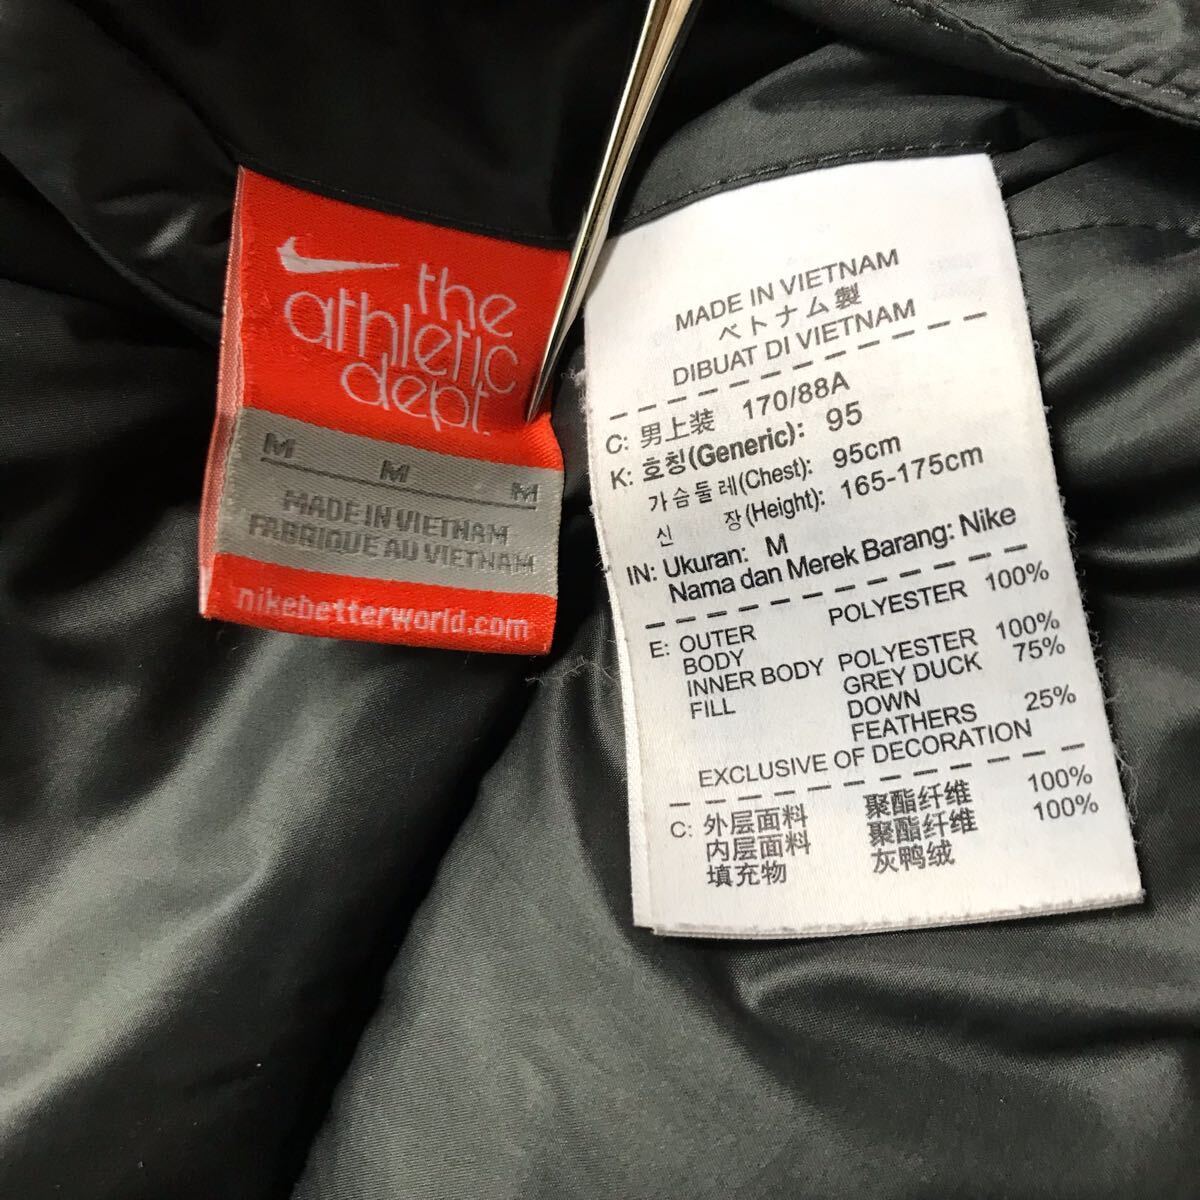 the
athletic
dept.
M M M
MADE IN VIETNAM
FABRIQUE AU VIETNAM
nikebetterworld.com
MADE IN VIETNAM
ベトナム製
DIBUAT DI VIETNAM
C: 男上装 170/88A
K: 호칭(Generic): 95
가슴둘레(Chest): 95cm
신 장(Height): 165-175cm
IN: Ukuran: M
Nama dan Merek Barang: Nike
E: OUTER POLYESTER 100%
BODY
INNER BODY POLYESTER 100%
FILL GREY DUCK 75%
DOWN
FEATHERS 25%
EXCLUSIVE OF DECORATION
C: 外层面料 聚酯纤维 100%
内层面料 聚酯纤维 100%
填充物 灰鸭绒